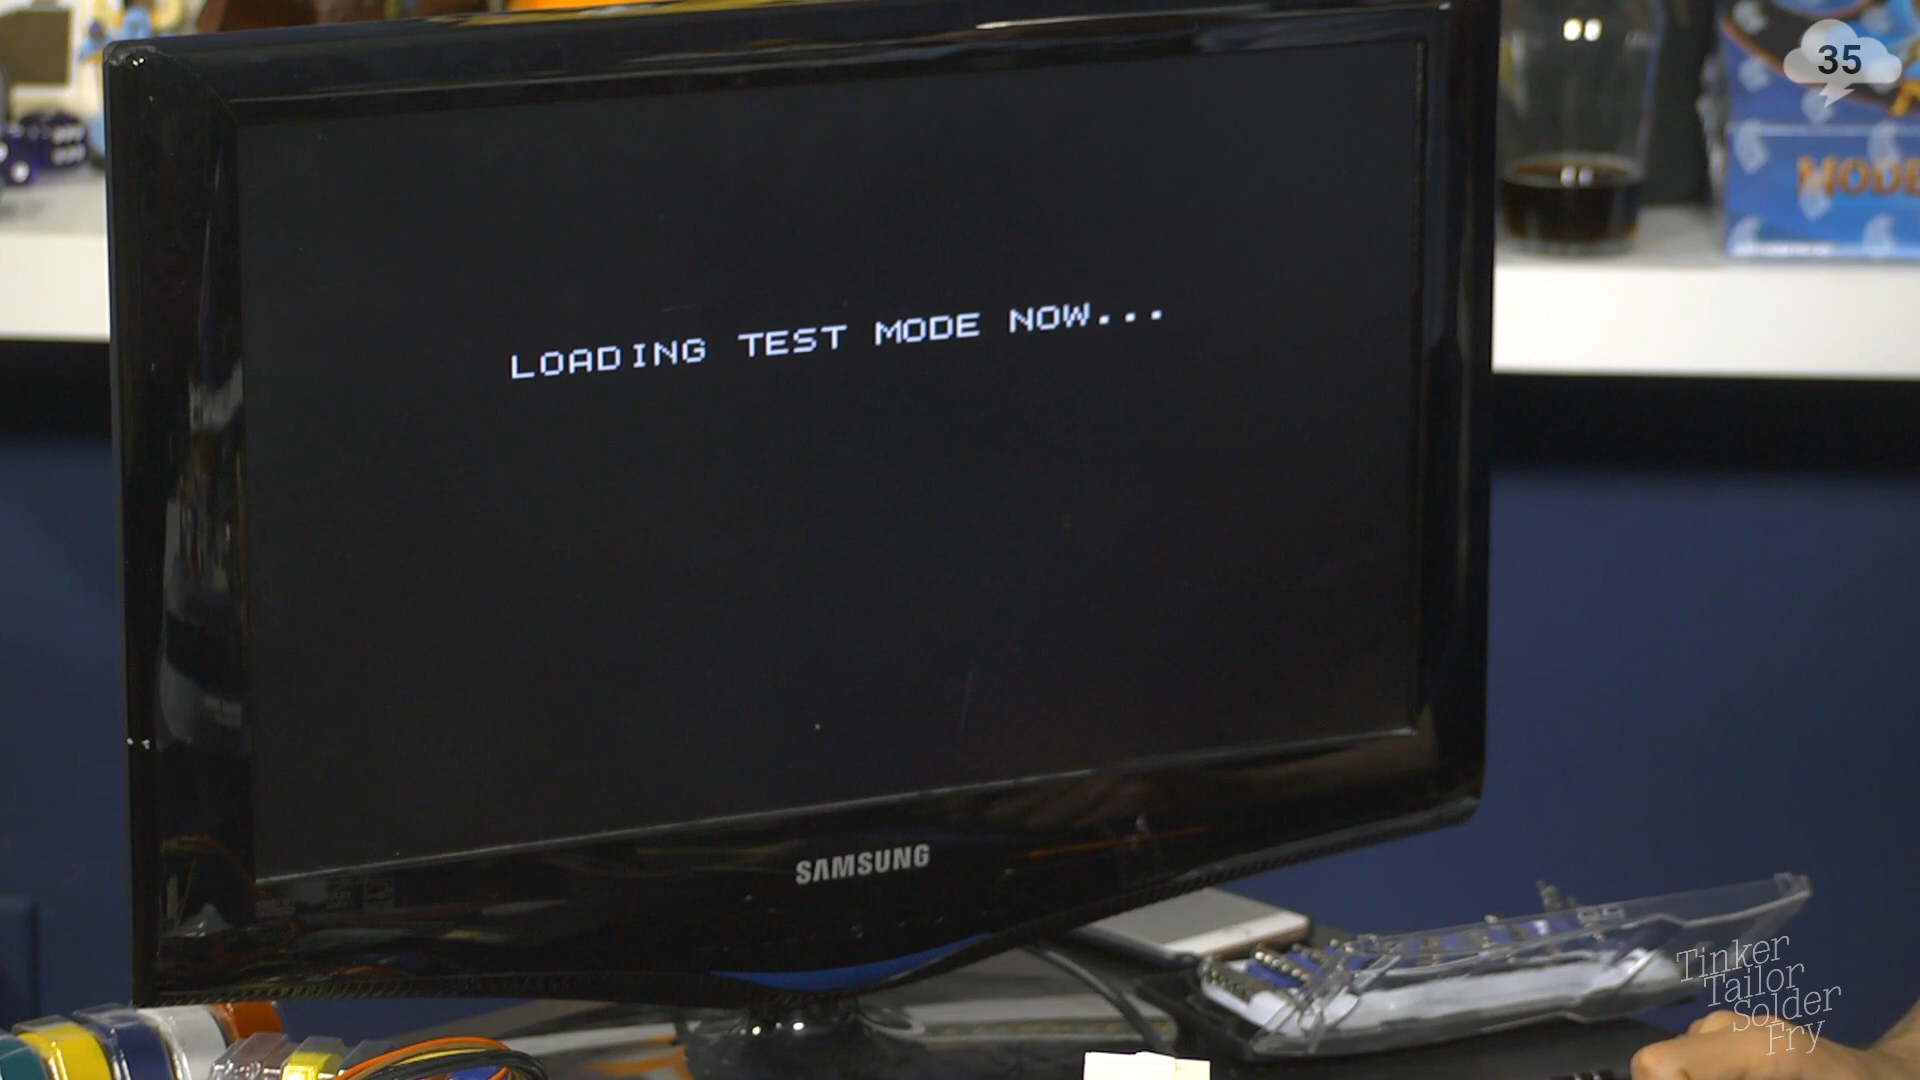 35
LOADING TEST MODE NOW...
SAMSUNG
Tinker
Tailor
Solder
Fry